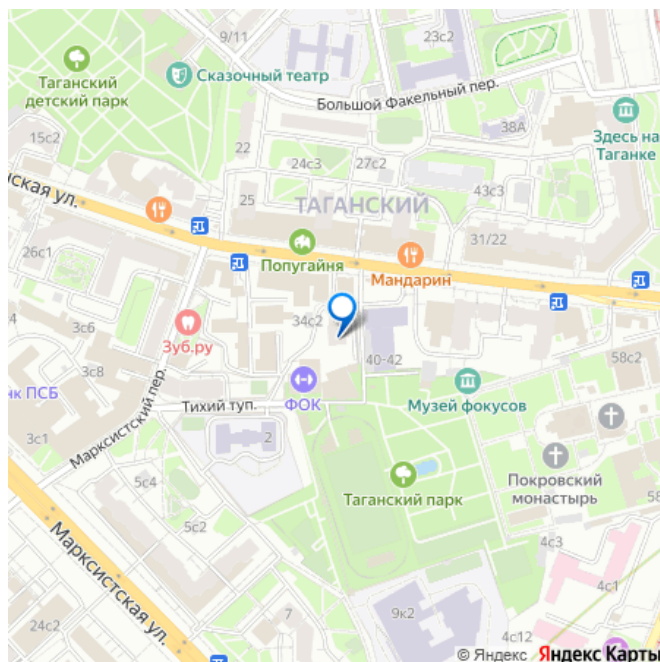 9/11
23с2
Таганский
детский парк
Сказочный театр
Большой Факельный пер.
38А
Здесь на
Таганке
15с2
22
24с3
27с2
43с3
нская ул.
25
ТАГАНСКИЙ
31/22
26с1
Попугайня
Мандарин
34с2
3с6
Зуб.ру
40-42
58с2
3с8
нк ПСБ
ФОК
Музей фокусов
Тихий туп.
Марксистский пер.
3с1
2
Покровский
монастырь
5с4
Таганский парк
5с2
4с3
Марксистская ул.
4с1
7
9к2
24с2
4с12
© Яндекс Яндекс Карты